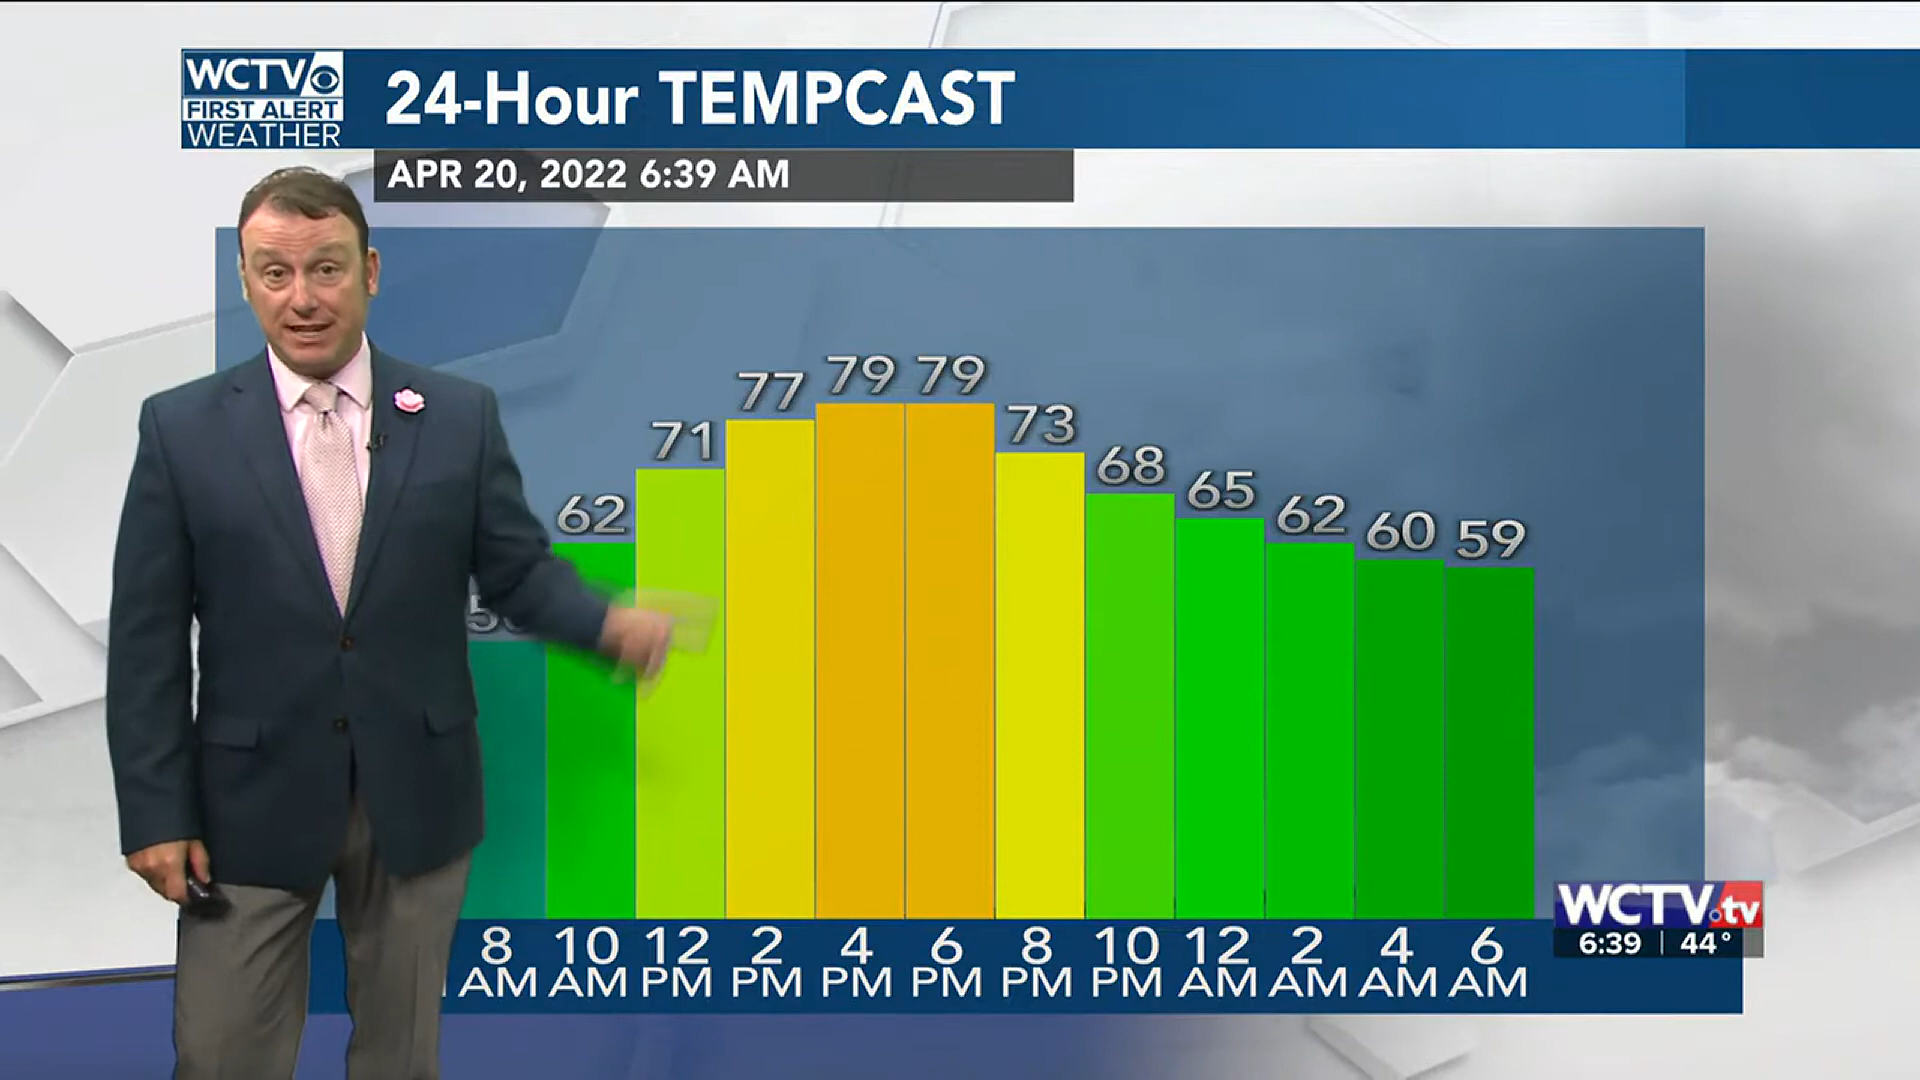 WCTV
FIRST ALERT
WEATHER
24-Hour TEMPCAST
APR 20, 2022 6:39 AM
62 71 77 79 79 73 68 65 62 60 59
8 AM 10 AM 12 PM 2 PM 4 PM 6 PM 8 PM 10 PM 12 AM 2 AM 4 AM 6 AM
WCTV.tv
6:39 | 44°